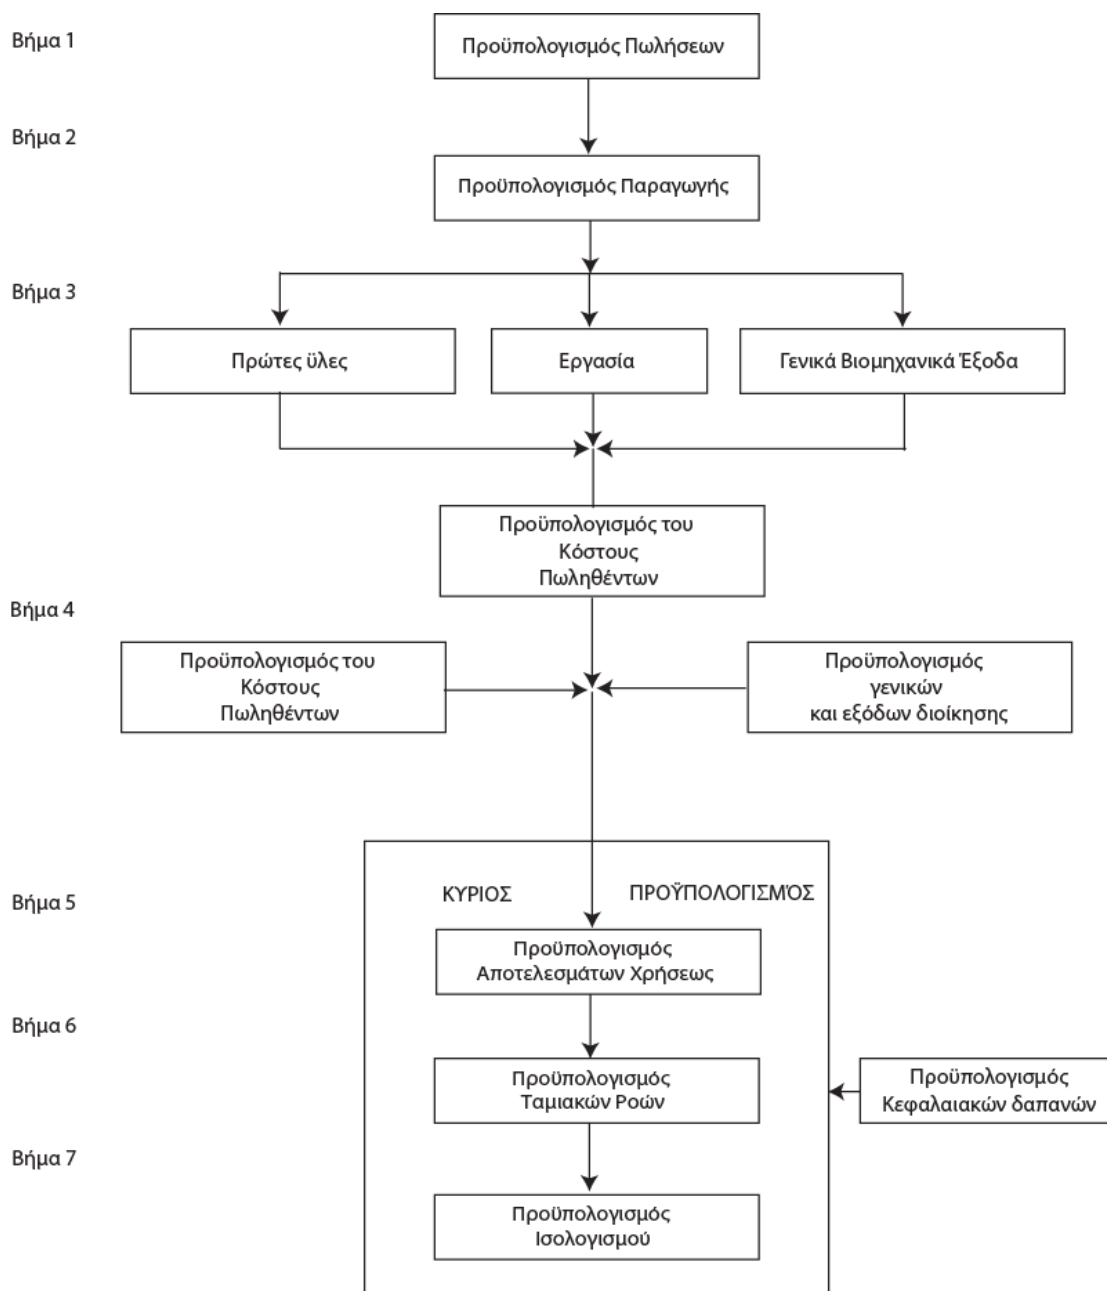 Βήμα 1
Προϋπολογισμός Πωλήσεων
Βήμα 2
Προϋπολογισμός Παραγωγής
Βήμα 3
Πρώτες ϋλες
Εργασία
Γενικά Βιομηχανικά Έξοδα
Προϋπολογισμός του
Κόστους
Πωληθέντων
Βήμα 4
Προϋπολογισμός του
Κόστους
Πωληθέντων
Προϋπολογισμός
γενικών
και εξόδων διοίκησης
Βήμα 5
ΚΥΡΙΟΣ ΠΡΟΫΠΟΛΟΓΙΣΜΌΣ
Προϋπολογισμός
Αποτελεσμάτων Χρήσεως
Βήμα 6
Προϋπολογισμός
Ταμιακών Ροών
Προϋπολογισμός
Κεφαλαιακών δαπανών
Βήμα 7
Προϋπολογισμός
Ισολογισμού